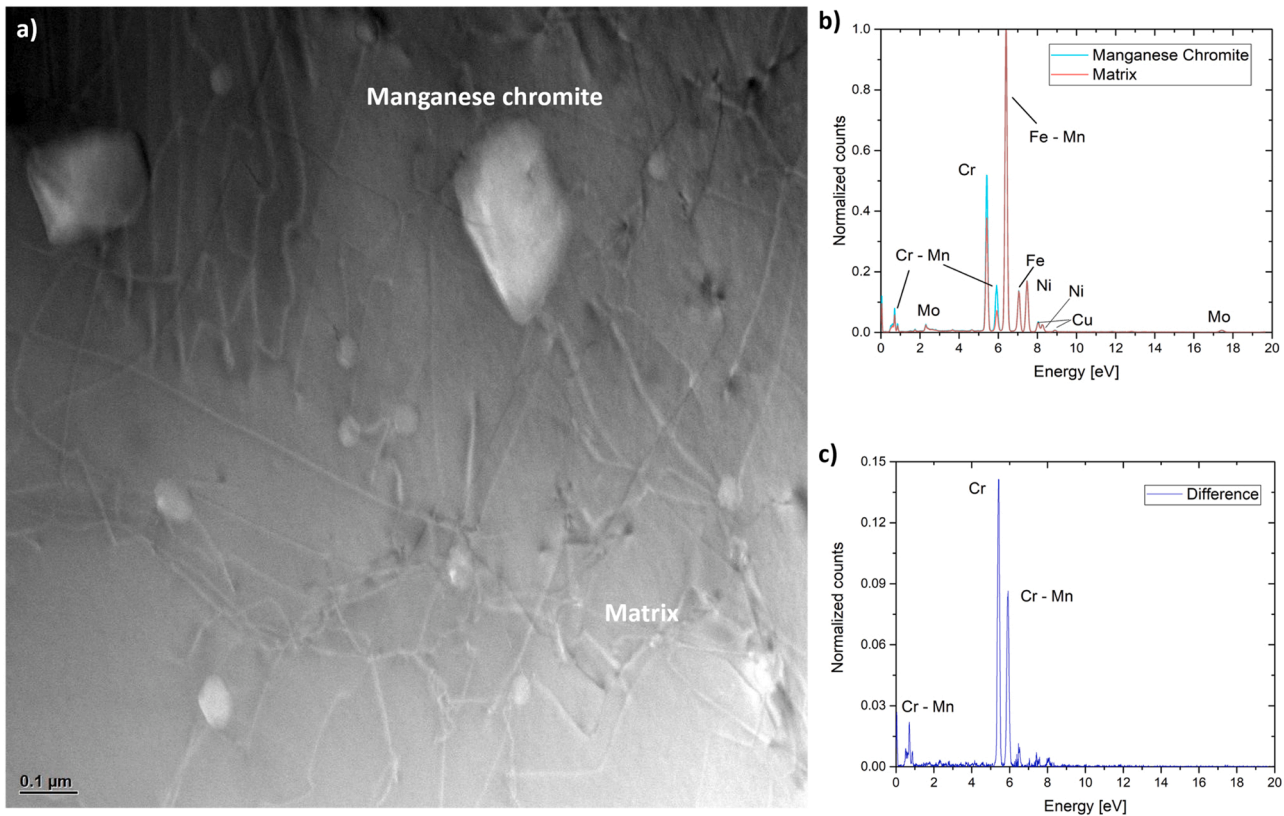 a)
Manganese chromite
Matrix
0.1 µm
b)
1.0
0.8
0.6
0.4
0.2
0.0
Normalized counts
Manganese Chromite
Matrix
Fe - Mn
Cr
Cr - Mn
Fe
Ni
Ni
Mo
Cu
Mo
0 2 4 6 8 10 12 14 16 18 20
Energy [eV]
c)
0.15
0.12
0.09
0.06
0.03
0.00
Normalized counts
Difference
Cr
Cr - Mn
Cr - Mn
0 2 4 6 8 10 12 14 16 18 20
Energy [eV]